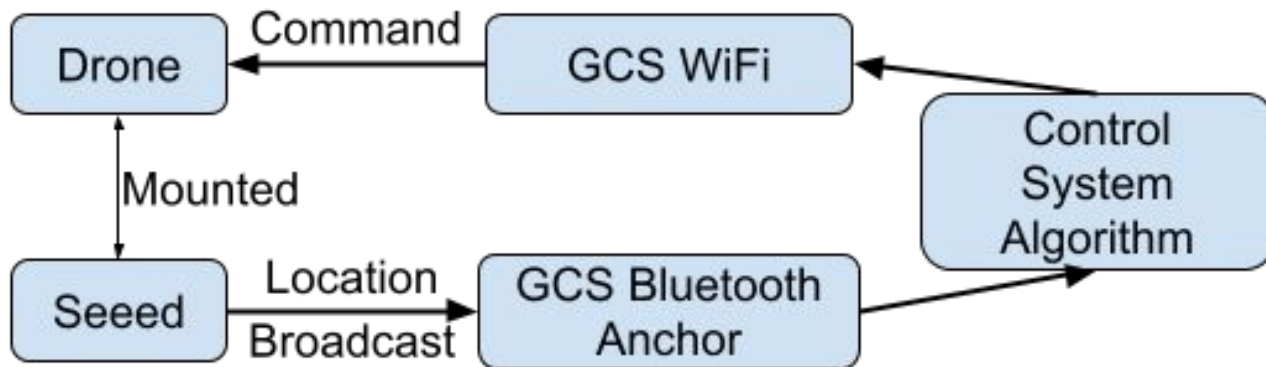 Command
Drone
GCS WiFi
Control
System
Algorithm
Mounted
Location
Broadcast
Seeed
GCS Bluetooth
Anchor